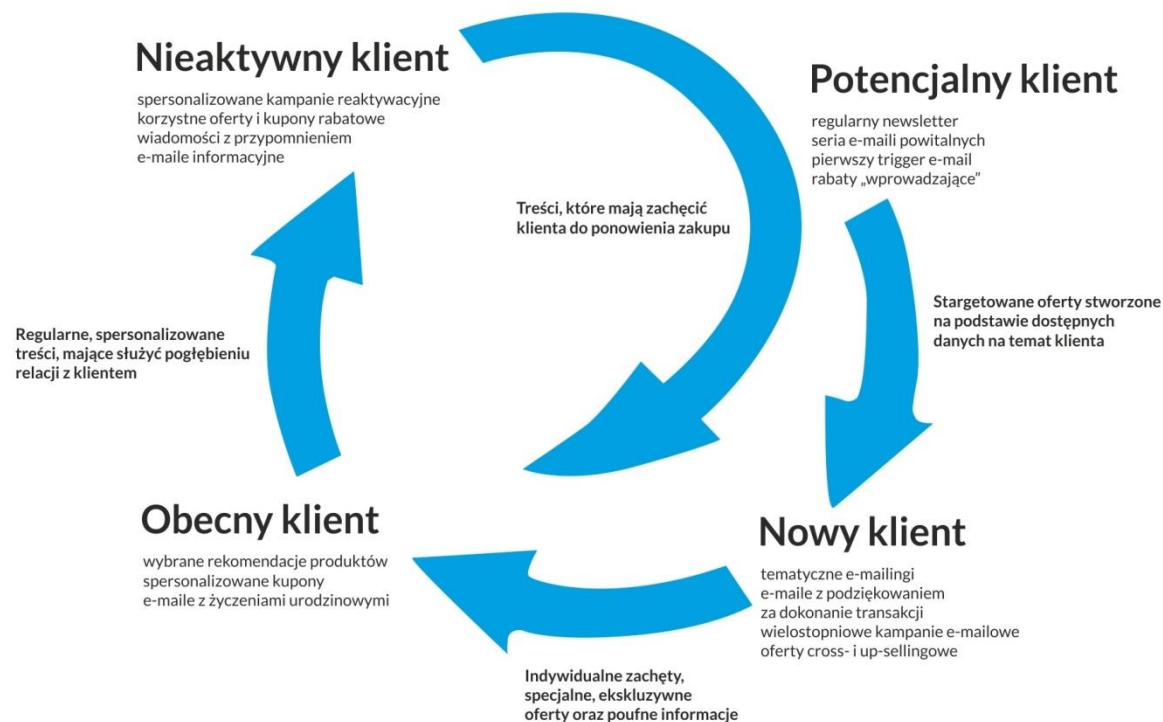 Nieaktywny klient
spersonalizowane kampanie reaktywacyjne
korzystne oferty i kupony rabatowe
wiadomości z przypomnieniem
e-maile informacyjne
Potencjalny klient
regularny newsletter
seria e-maili powitalnych
pierwszy trigger e-mail
rabaty „wprowadzające”
Treści, które mają zachęcić
klienta do ponowienia zakupu
Stargetowane oferty stworzone
na podstawie dostępnych
danych na temat klienta
Regularne, spersonalizowane
treści, mające służyć pogłębieniu
relacji z klientem
Obecny klient
wybrane rekomendacje produktów
spersonalizowane kupony
e-maile z życzeniami urodzinowymi
Nowy klient
tematyczne e-mailingi
e-maile z podziękowaniem
za dokonanie transakcji
wielostopniowe kampanie e-mailowe
oferty cross- i up-sellingowe
Indywidualne zachęty,
specjalne, ekskluzywne
oferty oraz poufne informacje